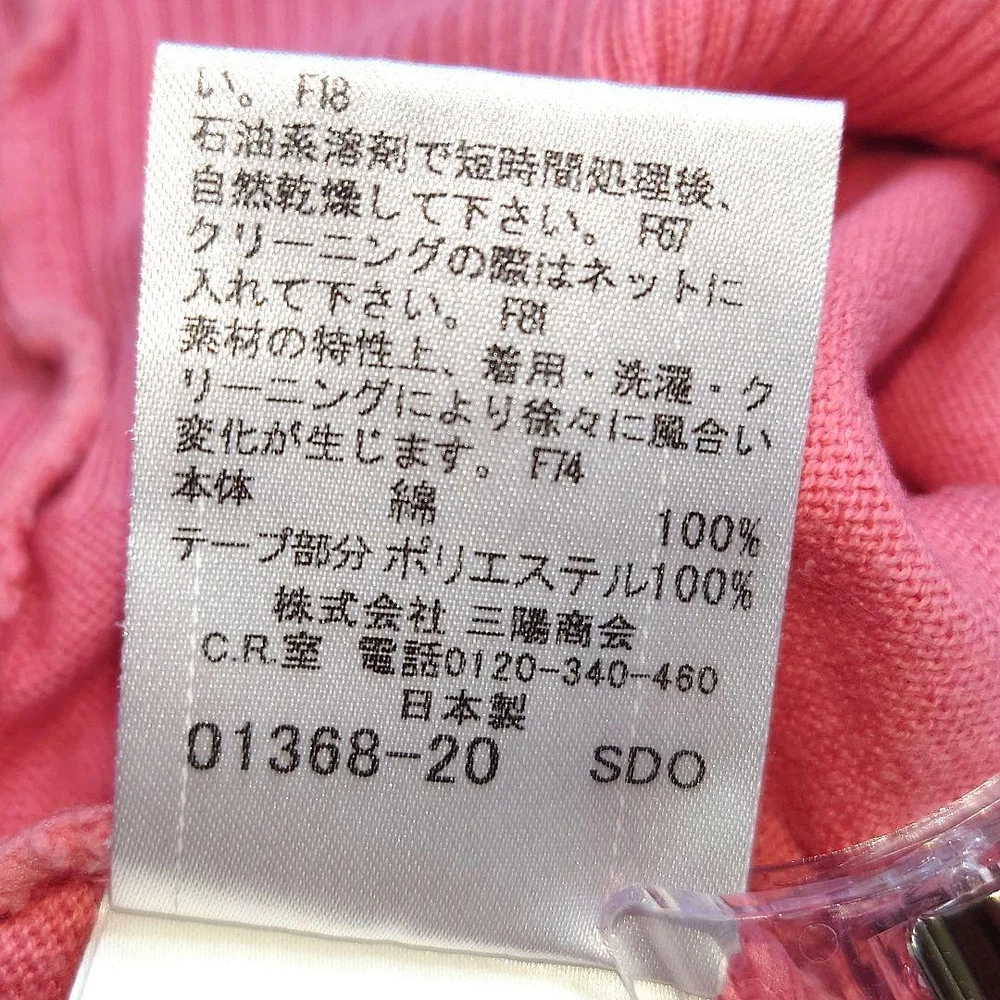 い。 F18
石油系溶剤で短時間処理後、
自然乾燥して下さい。 F67
クリーニングの際はネットに
入れて下さい。 F81
素材の特性上、着用・洗濯・ク
リーニングにより徐々に風合い
変化が生じます。 F74
本体 綿 100%
テープ部分 ポリエステル100%
株式会社 三陽商会
C.R.室 電話0120-340-460
日本製
01368-20 SDO